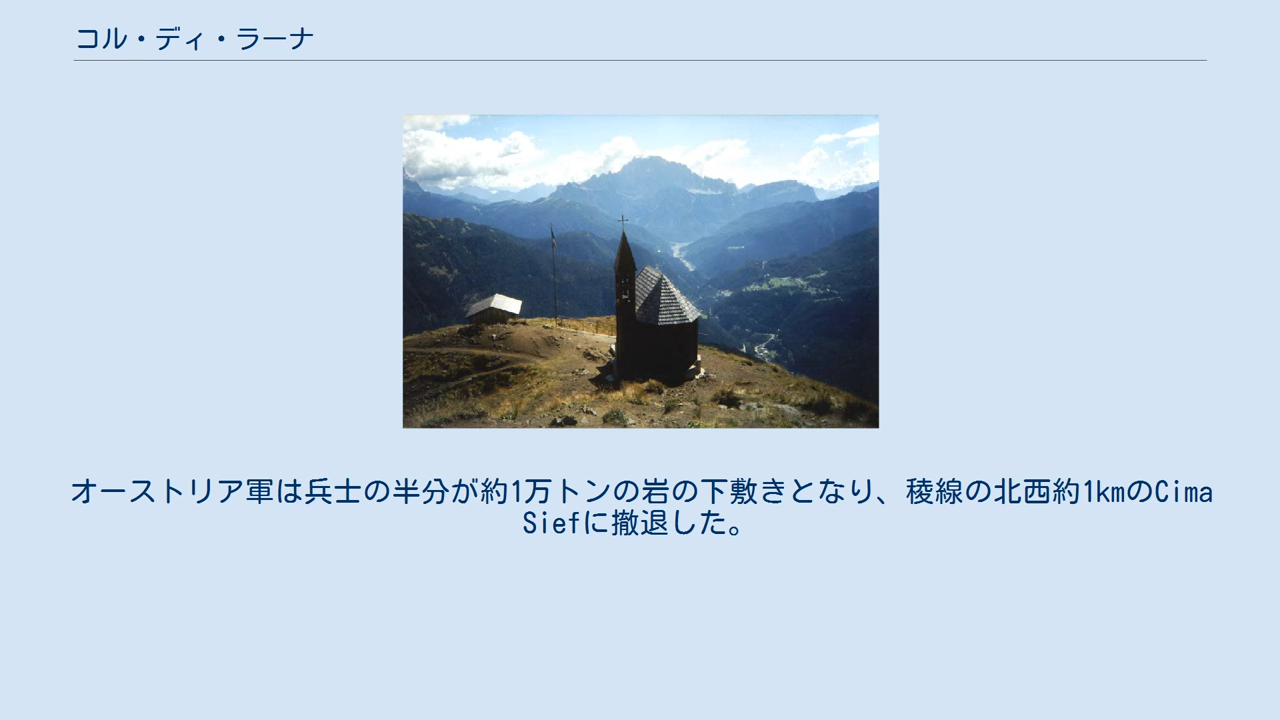 コル・ディ・ラーナ
オーストリア軍は兵士の半分が約1万トンの岩の下敷きとなり、稜線の北西約1kmのCima
Siefに撤退した。